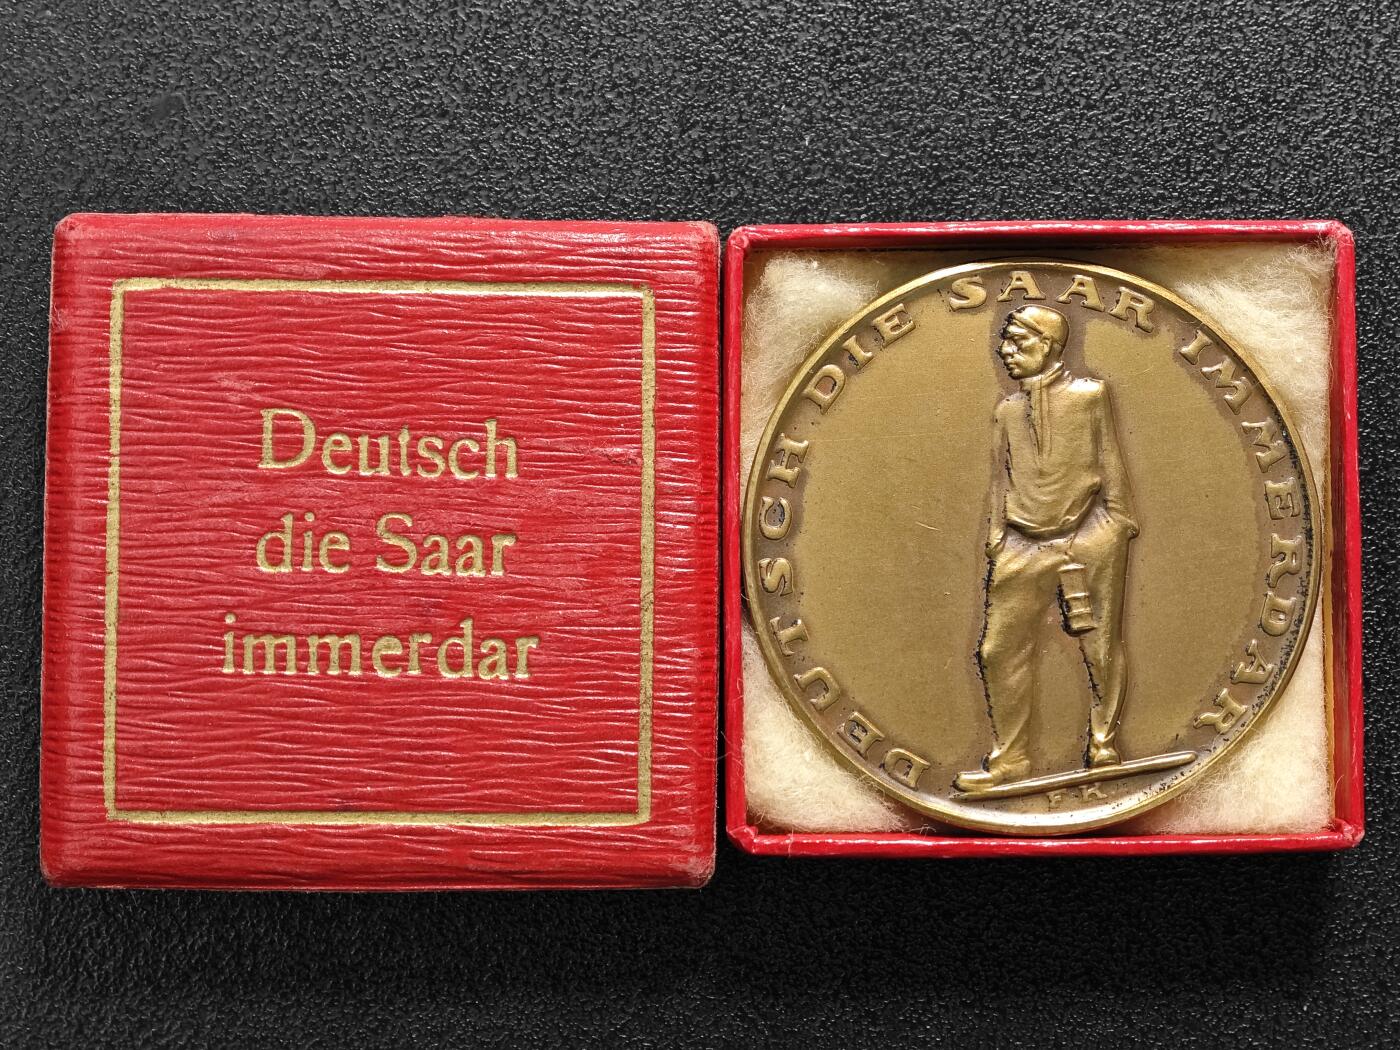 Deutsch
die Saar
immerdar
DEUTSCH DIE SAAR IMMERDAR
F·K